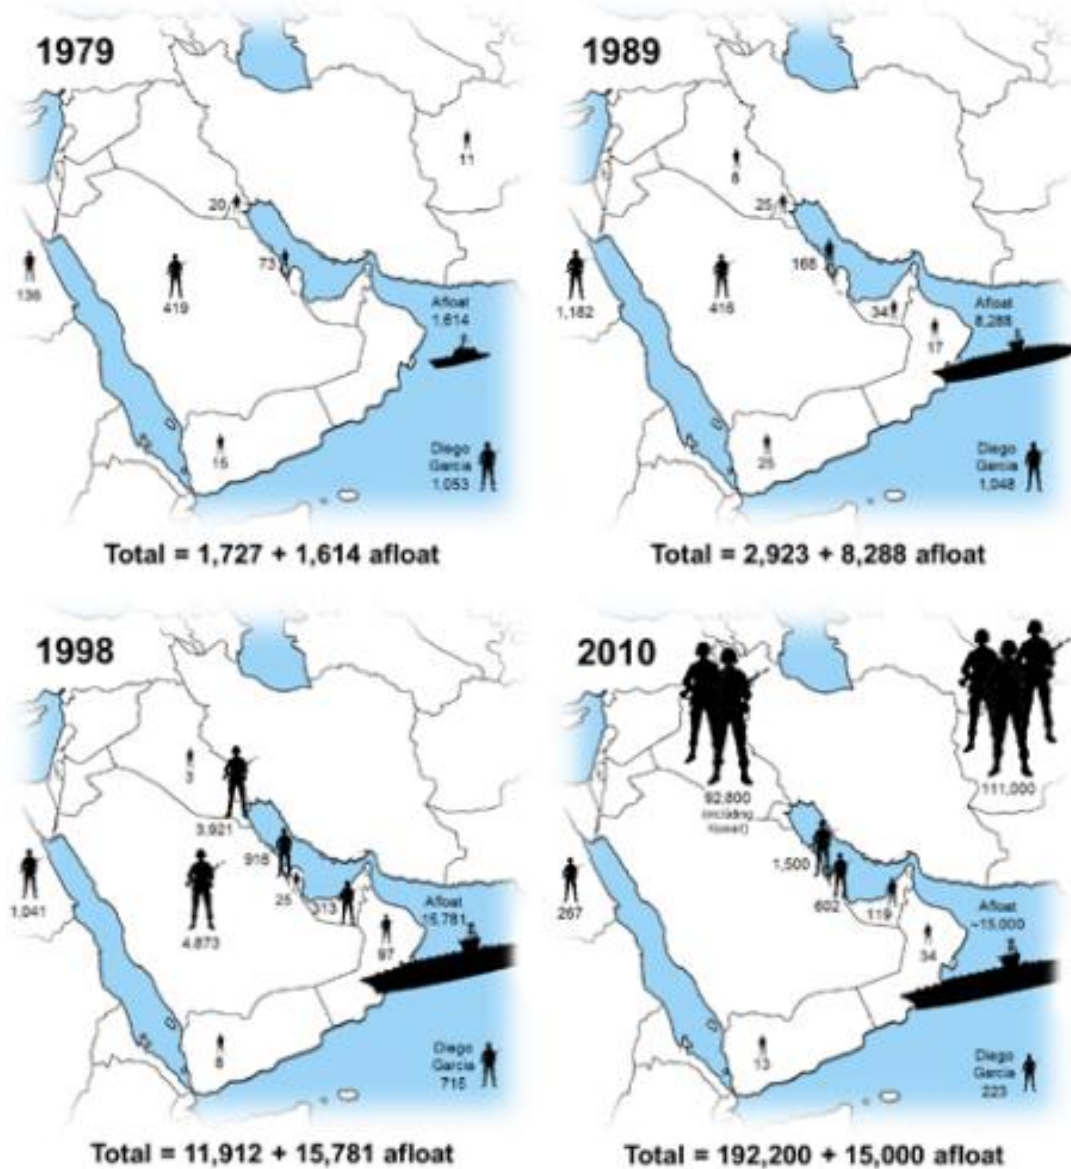 1979
11
20
73
136
419
Afloat
1,614
15
Diego
Garcia
1,053
Total = 1,727 + 1,614 afloat
1989
8
25
168
1,182
416
34
17
Afloat
8,288
25
Diego
Garcia
1,048
Total = 2,923 + 8,288 afloat
1998
3
3,921
918
25
313
1,041
4,873
97
Afloat
15,781
8
Diego
Garcia
715
Total = 11,912 + 15,781 afloat
2010
92,800
(including
Kuwait)
111,000
1,500
602
119
267
34
Afloat
~15,000
13
Diego
Garcia
223
Total = 192,200 + 15,000 afloat